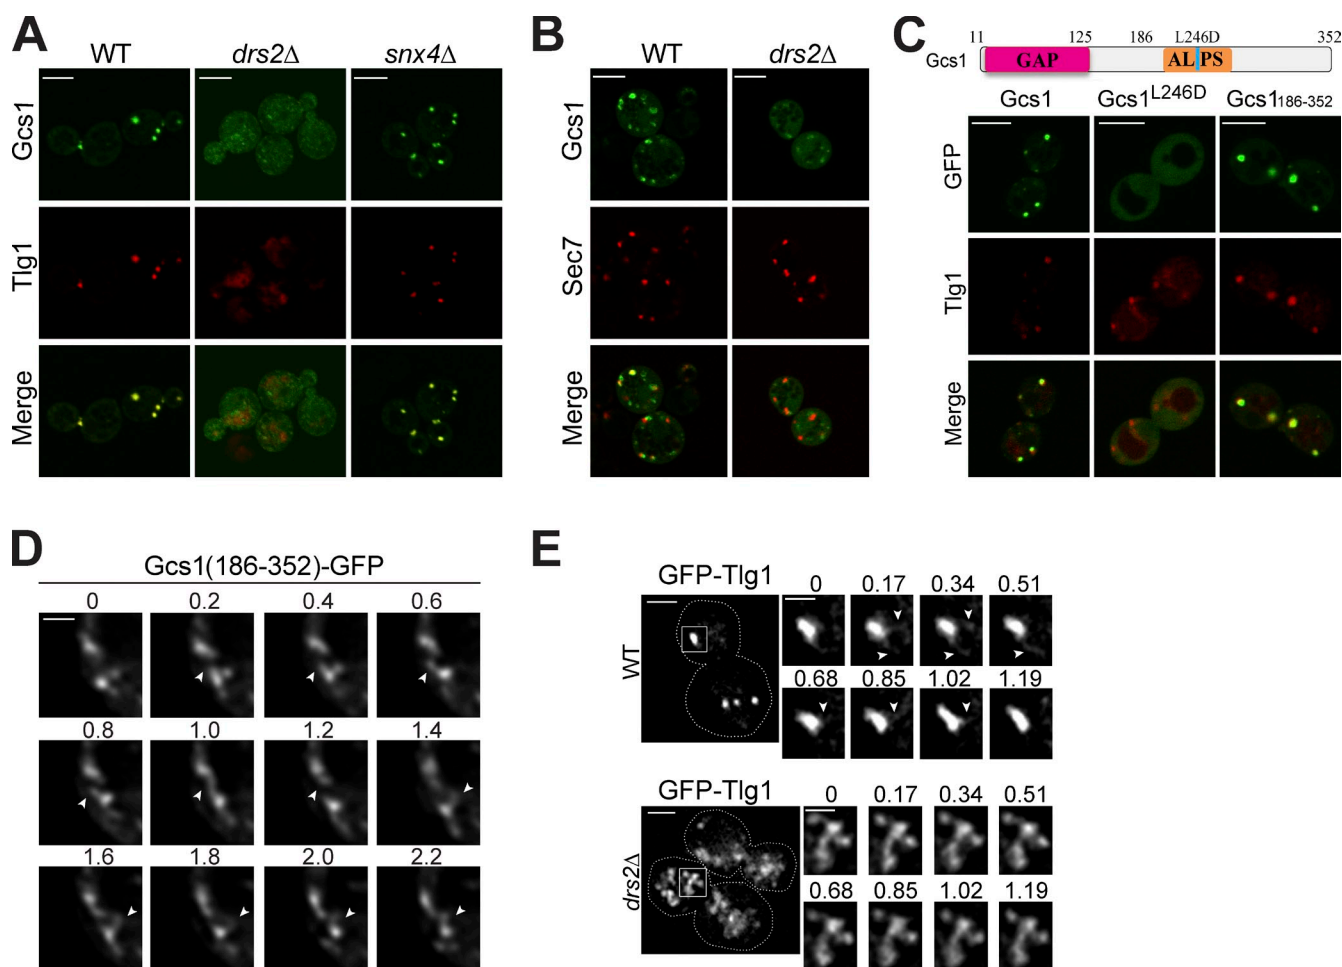 A
WT drs2Δ snx4Δ
Gcs1
Tlg1
Merge
B
WT drs2Δ
Gcs1
Sec7
Merge
C
11 125 186 L246D 352
Gcs1 GAP ALPS
Gcs1 Gcs1L246D Gcs1186-352
GFP
Tlg1
Merge
D
Gcs1(186-352)-GFP
0 0.2 0.4 0.6
0.8 1.0 1.2 1.4
1.6 1.8 2.0 2.2
E
GFP-Tlg1
WT
0 0.17 0.34 0.51
0.68 0.85 1.02 1.19
GFP-Tlg1
drs2Δ
0 0.17 0.34 0.51
0.68 0.85 1.02 1.19